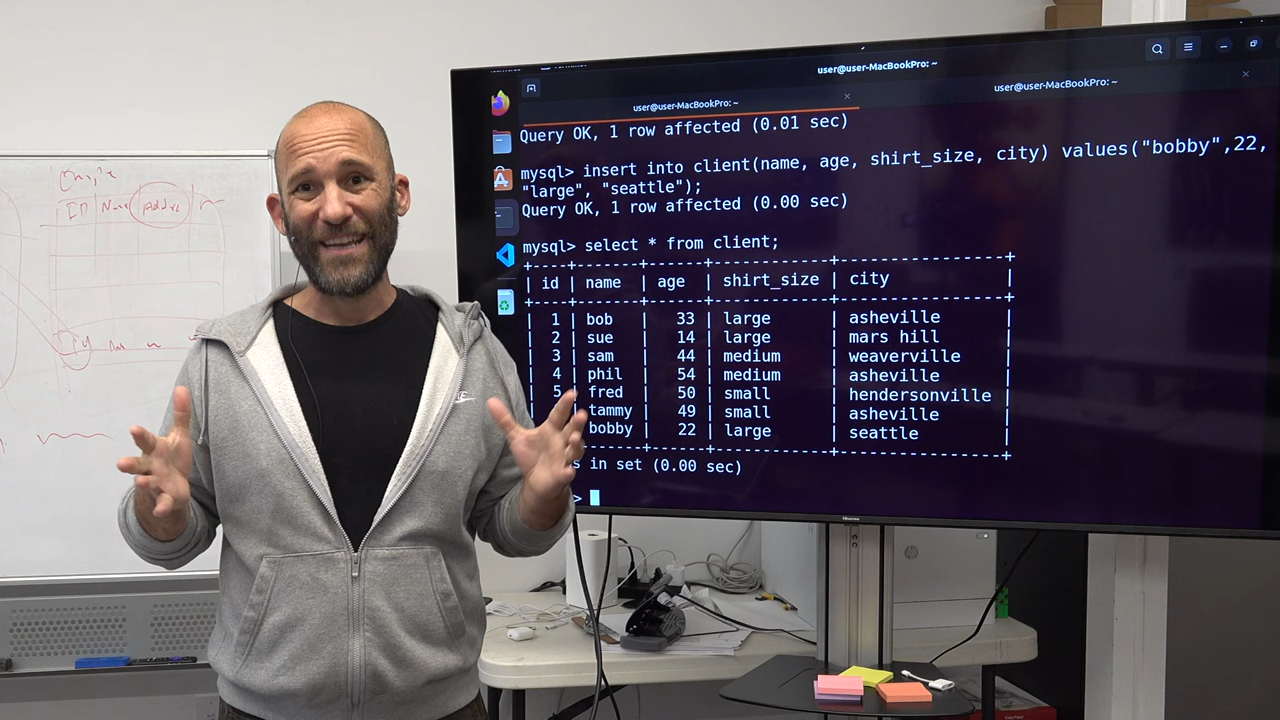 user@user-MacBookPro: ~
user@user-MacBookPro: ~
user@user-MacBookPro: ~
Query OK, 1 row affected (0.01 sec)
mysql> insert into client(name, age, shirt_size, city) values("bobby",22,
"large", "seattle");
Query OK, 1 row affected (0.00 sec)
mysql> select * from client;
+----+-------+------+------------+----------------+
| id | name | age | shirt_size | city |
+----+-------+------+------------+----------------+
| 1 | bob | 33 | large | asheville |
| 2 | sue | 14 | large | mars hill |
| 3 | sam | 44 | medium | weaverville |
| 4 | phil | 54 | medium | asheville |
| 5 | fred | 50 | small | hendersonville |
tammy | 49 | small | asheville |
bobby | 22 | large | seattle |
s in set (0.00 sec)
>
Hisense
hp
ID Name